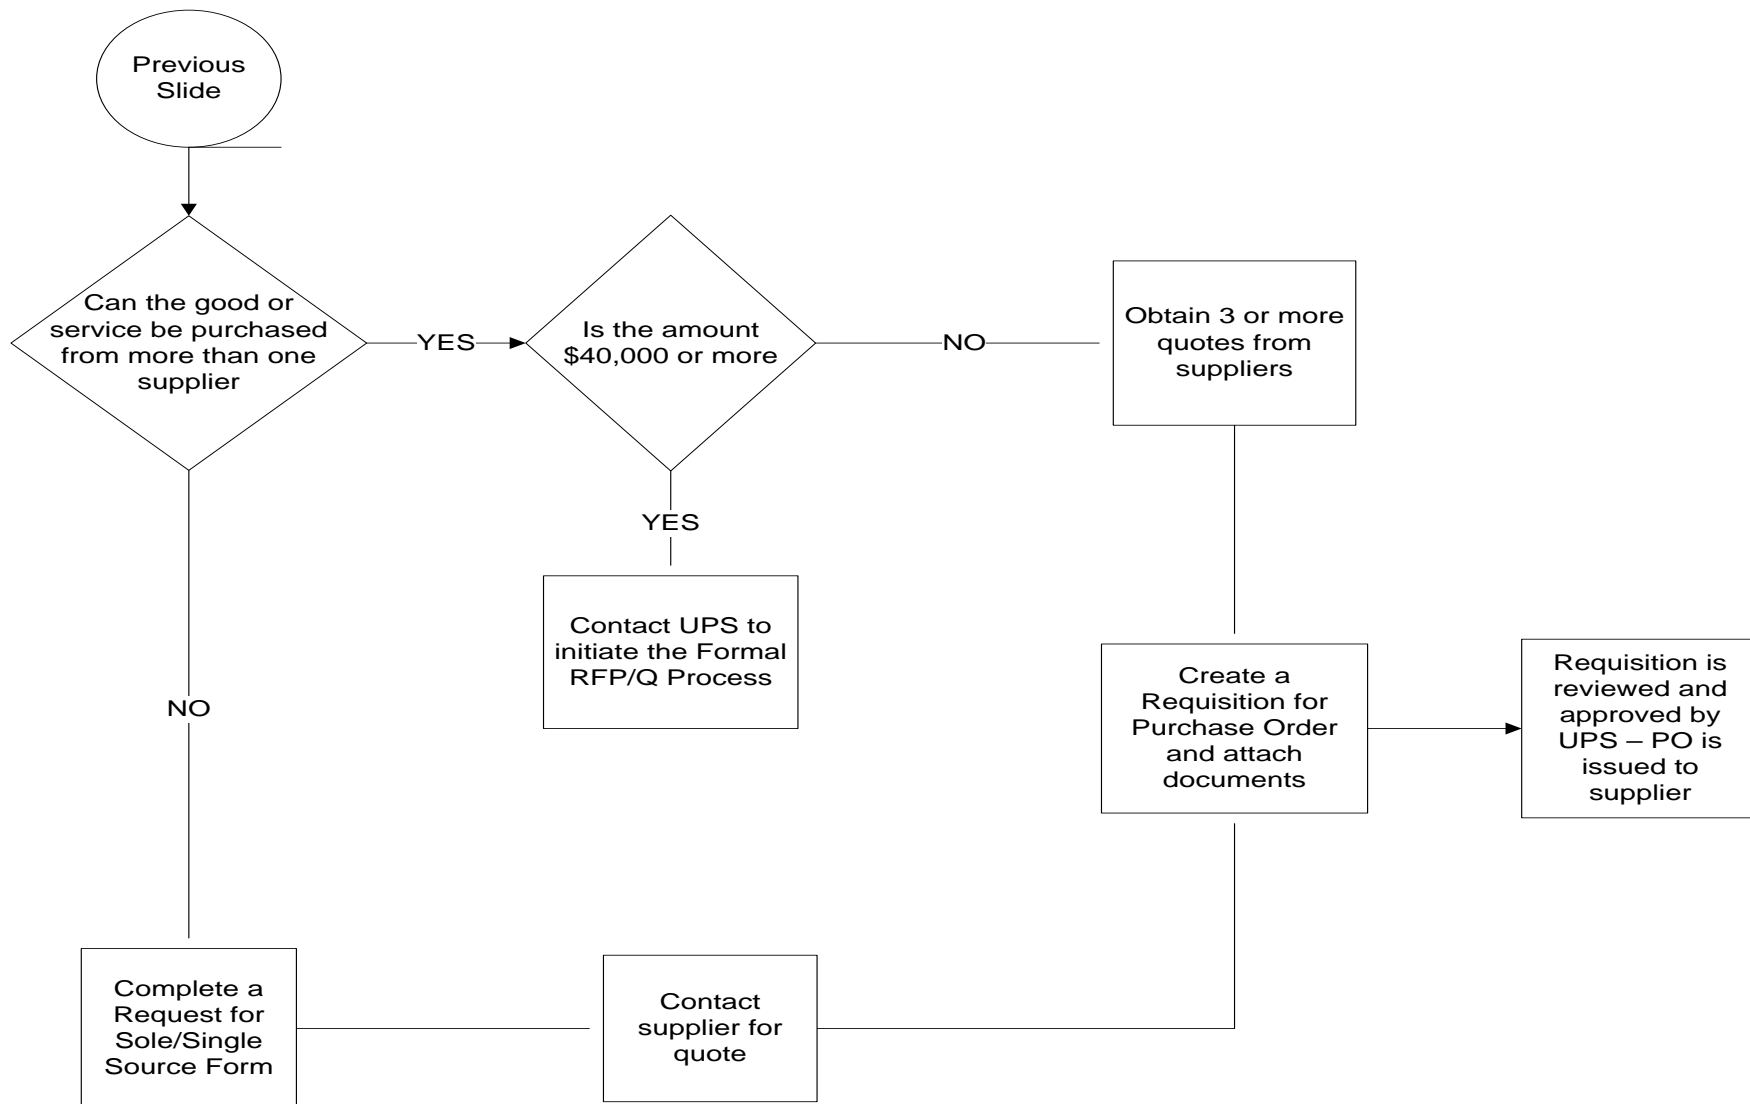 Previous
Slide
Can the good or
service be purchased
from more than one
supplier
YES
Is the amount
$40,000 or more
NO
Obtain 3 or more
quotes from
suppliers
YES
Contact UPS to
initiate the Formal
RFP/Q Process
NO
Create a
Requisition for
Purchase Order
and attach
documents
Requisition is
reviewed and
approved by
UPS – PO is
issued to
supplier
Complete a
Request for
Sole/Single
Source Form
Contact
supplier for
quote